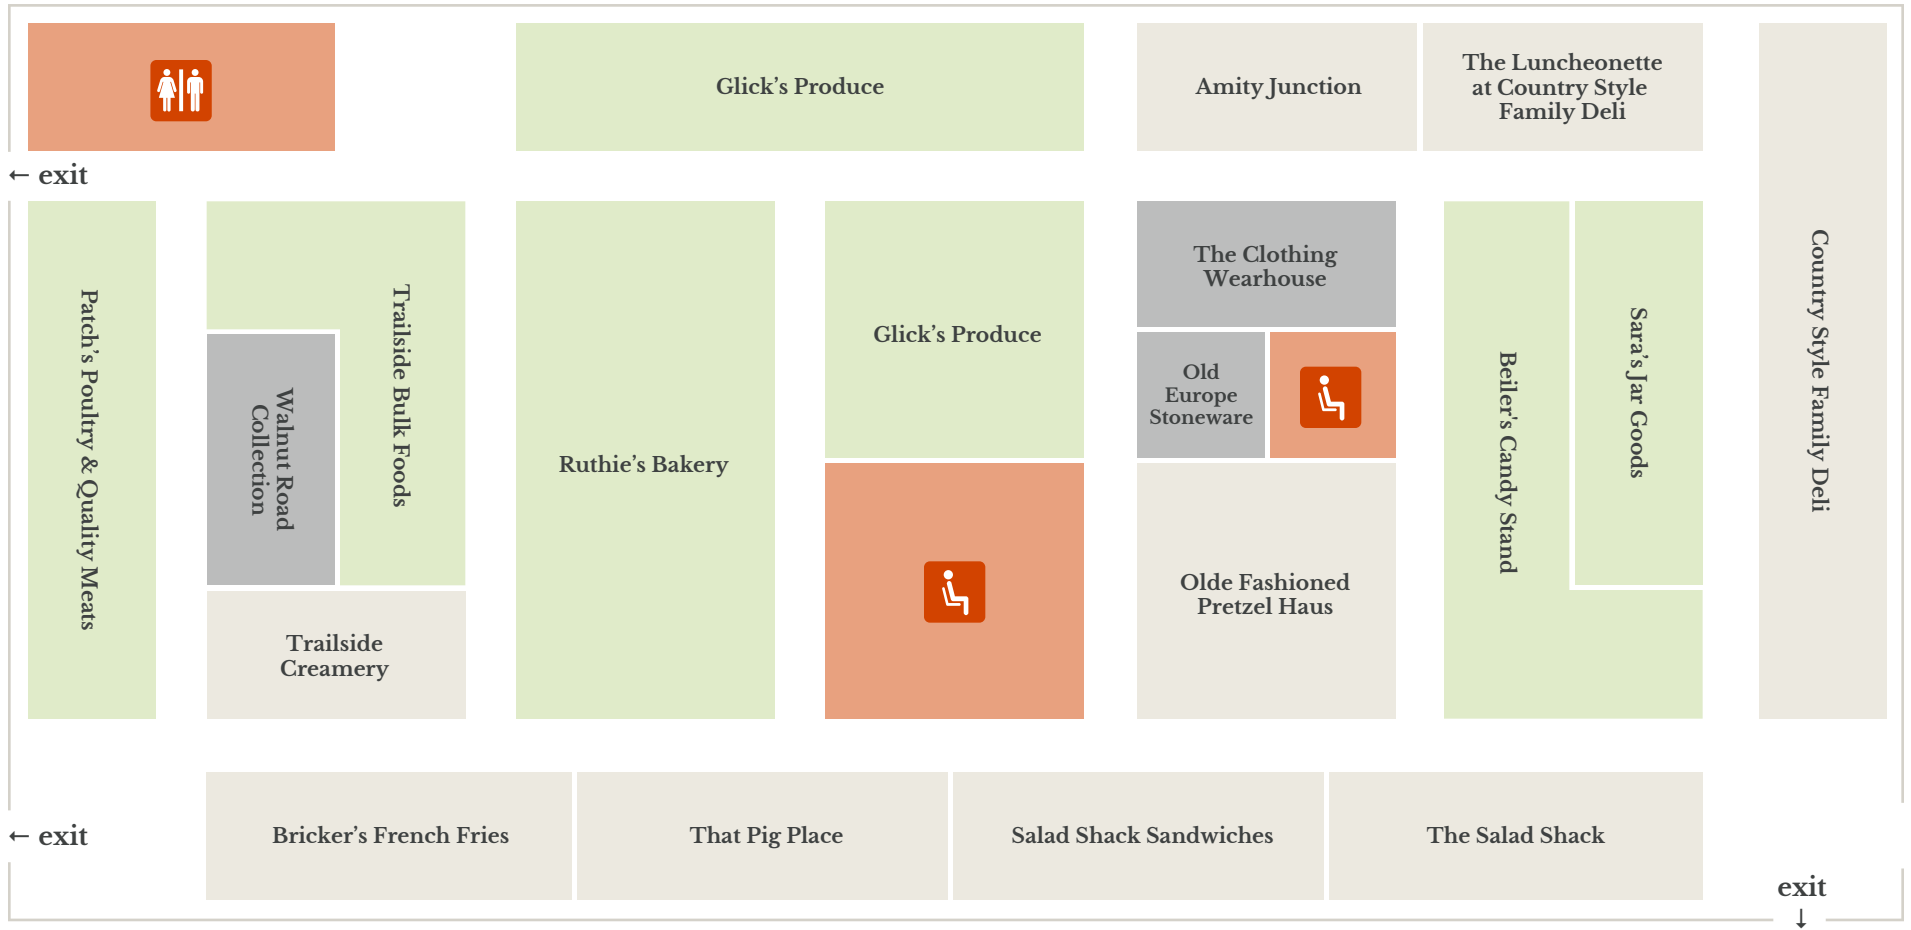 Glick’s Produce
Amity Junction
The Luncheonette
at Country Style
Family Deli
← exit
Patch’s Poultry & Quality Meats
Trailside Bulk Foods
Walnut Road
Collection
Trailside
Creamery
Ruthie’s Bakery
Glick’s Produce
The Clothing
Wearhouse
Old
Europe
Stoneware
Olde Fashioned
Pretzel Haus
Beiler's Candy Stand
Sara’s Jar Goods
Country Style Family Deli
← exit
Bricker’s French Fries
That Pig Place
Salad Shack Sandwiches
The Salad Shack
exit
↓